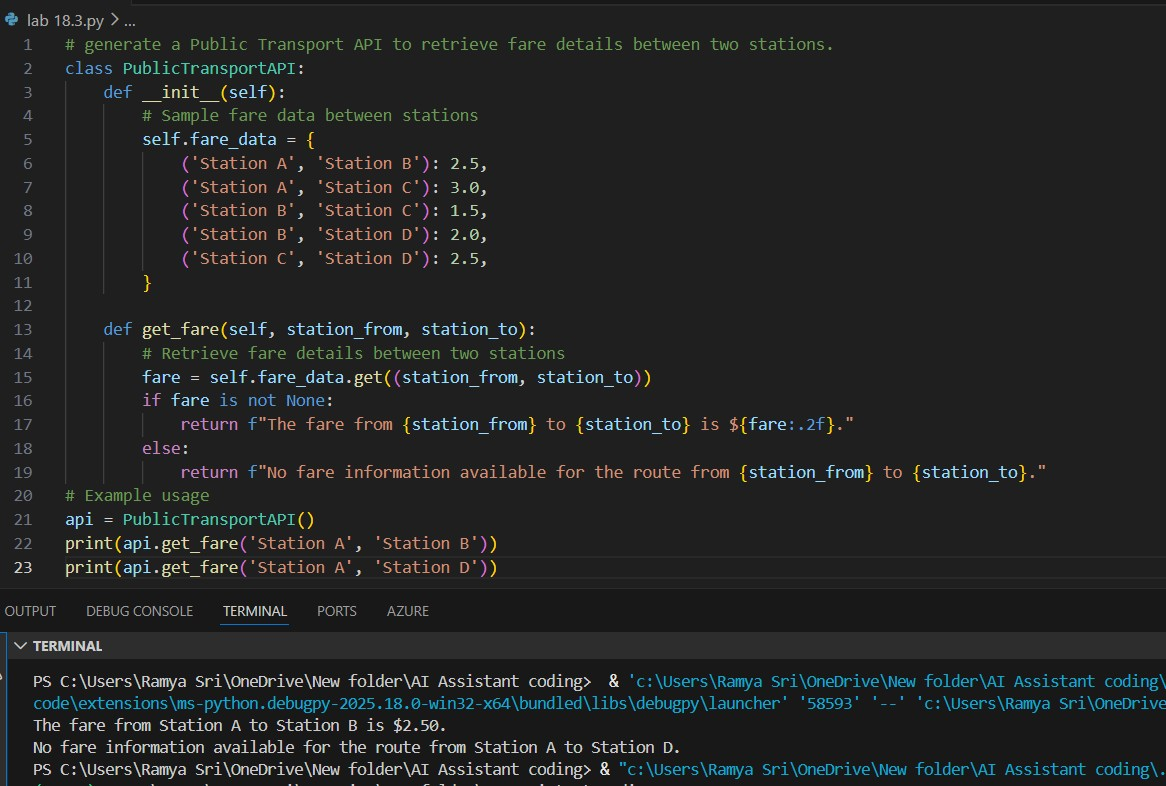 lab 18.3.py > ...
1 # generate a Public Transport API to retrieve fare details between two stations.
2 class PublicTransportAPI:
3     def __init__(self):
4         # Sample fare data between stations
5         self.fare_data = {
6             ('Station A', 'Station B'): 2.5,
7             ('Station A', 'Station C'): 3.0,
8             ('Station B', 'Station C'): 1.5,
9             ('Station B', 'Station D'): 2.0,
10             ('Station C', 'Station D'): 2.5,
11         }
12
13     def get_fare(self, station_from, station_to):
14         # Retrieve fare details between two stations
15         fare = self.fare_data.get((station_from, station_to))
16         if fare is not None:
17             return f"The fare from {station_from} to {station_to} is ${fare:.2f}."
18         else:
19             return f"No fare information available for the route from {station_from} to {station_to}."
20 # Example usage
21 api = PublicTransportAPI()
22 print(api.get_fare('Station A', 'Station B'))
23 print(api.get_fare('Station A', 'Station D'))
OUTPUT DEBUG CONSOLE TERMINAL PORTS AZURE
TERMINAL
PS C:\Users\Ramya Sri\OneDrive\New folder\AI Assistant coding>  & 'c:\Users\Ramya Sri\OneDrive\New folder\AI Assistant coding\
code\extensions\ms-python.debugpy-2025.18.0-win32-x64\bundled\libs\debugpy\launcher' '58593' '--' 'c:\Users\Ramya Sri\OneDrive
The fare from Station A to Station B is $2.50.
No fare information available for the route from Station A to Station D.
PS C:\Users\Ramya Sri\OneDrive\New folder\AI Assistant coding> & "c:\Users\Ramya Sri\OneDrive\New folder\AI Assistant coding\.